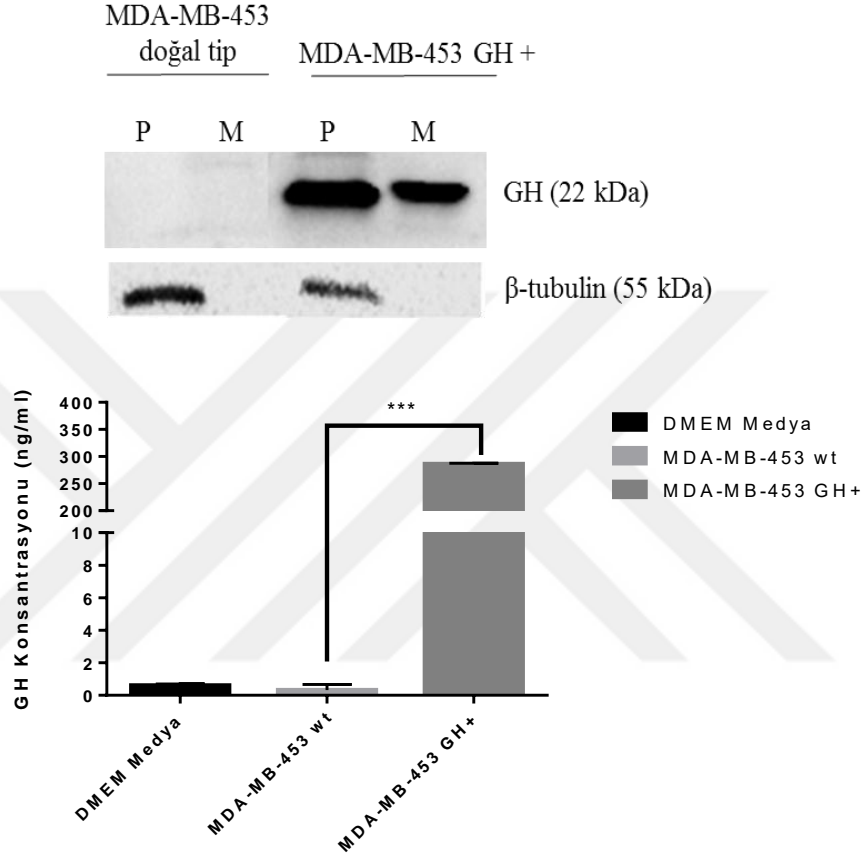 MDA-MB-453
doğal tip
MDA-MB-453 GH +
P M P M
GH (22 kDa)
β-tubulin (55 kDa)
GH Konsantrasyonu (ng/ml)
400
350
300
250
200
10
8
6
4
2
0
***
DMEM Medya
MDA-MB-453 wt
MDA-MB-453 GH+
DMEM Medya
MDA-MB-453 wt
MDA-MB-453 GH+